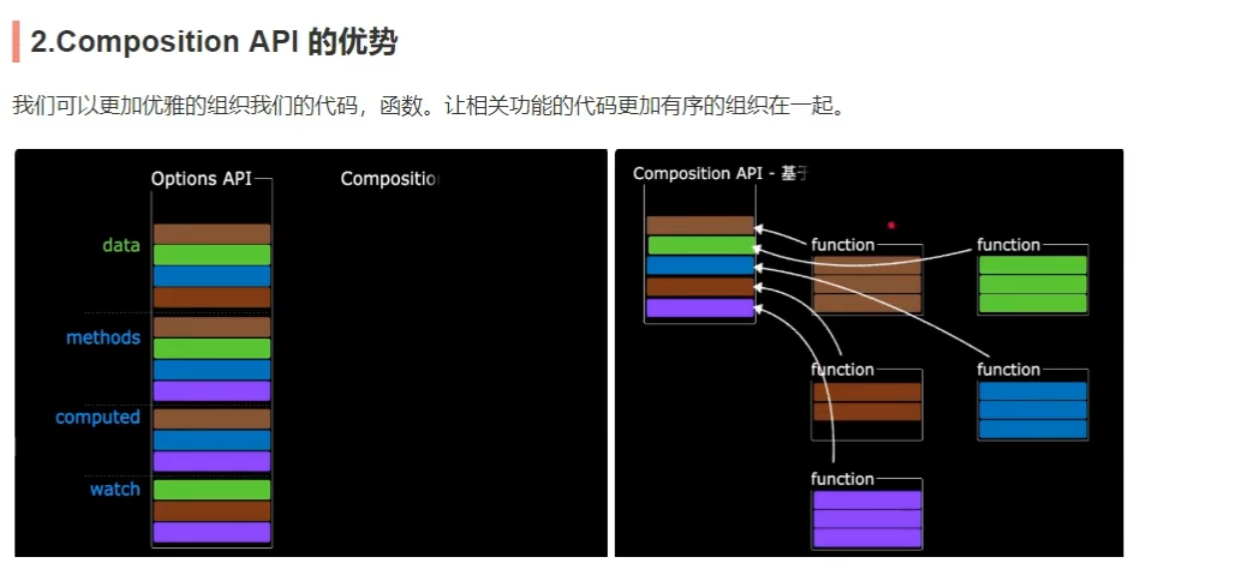 2.Composition API 的优势
我们可以更加优雅的组织我们的代码，函数。让相关功能的代码更加有序的组织在一起。
Options API
Compositio
data
methods
computed
watch
Composition API - 基
function
function
function
function
function